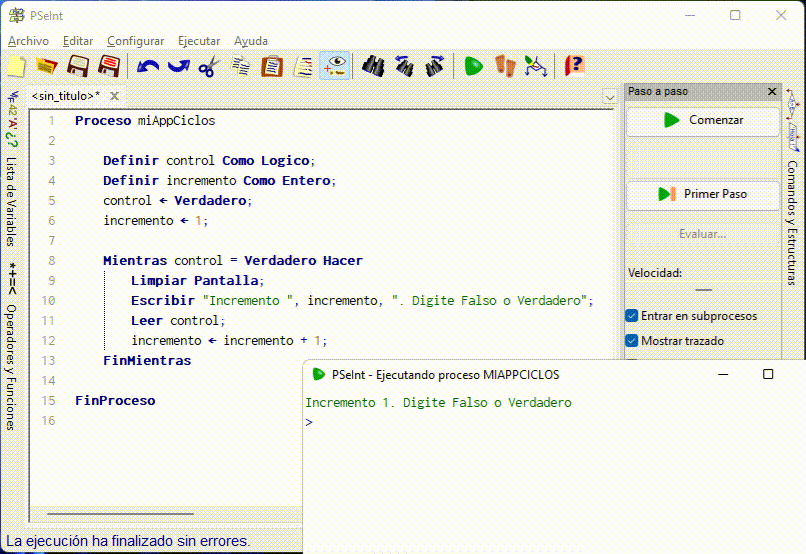 PSeInt
Archivo Editar Configurar Ejecutar Ayuda
<sin_titulo>* X
Paso a paso
1 Proceso miAppCiclos
2
3 Definir control Como Logico;
4 Definir incremento Como Entero;
5 control ← Verdadero;
6 incremento ← 1;
7
8 Mientras control = Verdadero Hacer
9 Limpiar Pantalla;
10 Escribir "Incremento ", incremento, ". Digite Falso o Verdadero";
11 Leer control;
12 incremento ← incremento + 1;
13 FinMientras
14
15 FinProceso
16
Lista de Variables
*+=< Operadores y Funciones
Comenzar
Primer Paso
Evaluar...
Velocidad:
Entrar en subprocesos
Mostrar trazado
Comandos y Estructuras
PSeInt - Ejecutando proceso MIAPPCICLOS
Incremento 1. Digite Falso o Verdadero
>
La ejecución ha finalizado sin errores.